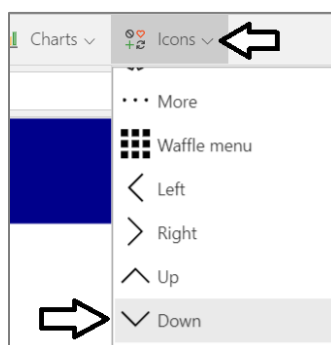 Charts
Icons
More
Waffle menu
Left
Right
Up
Down